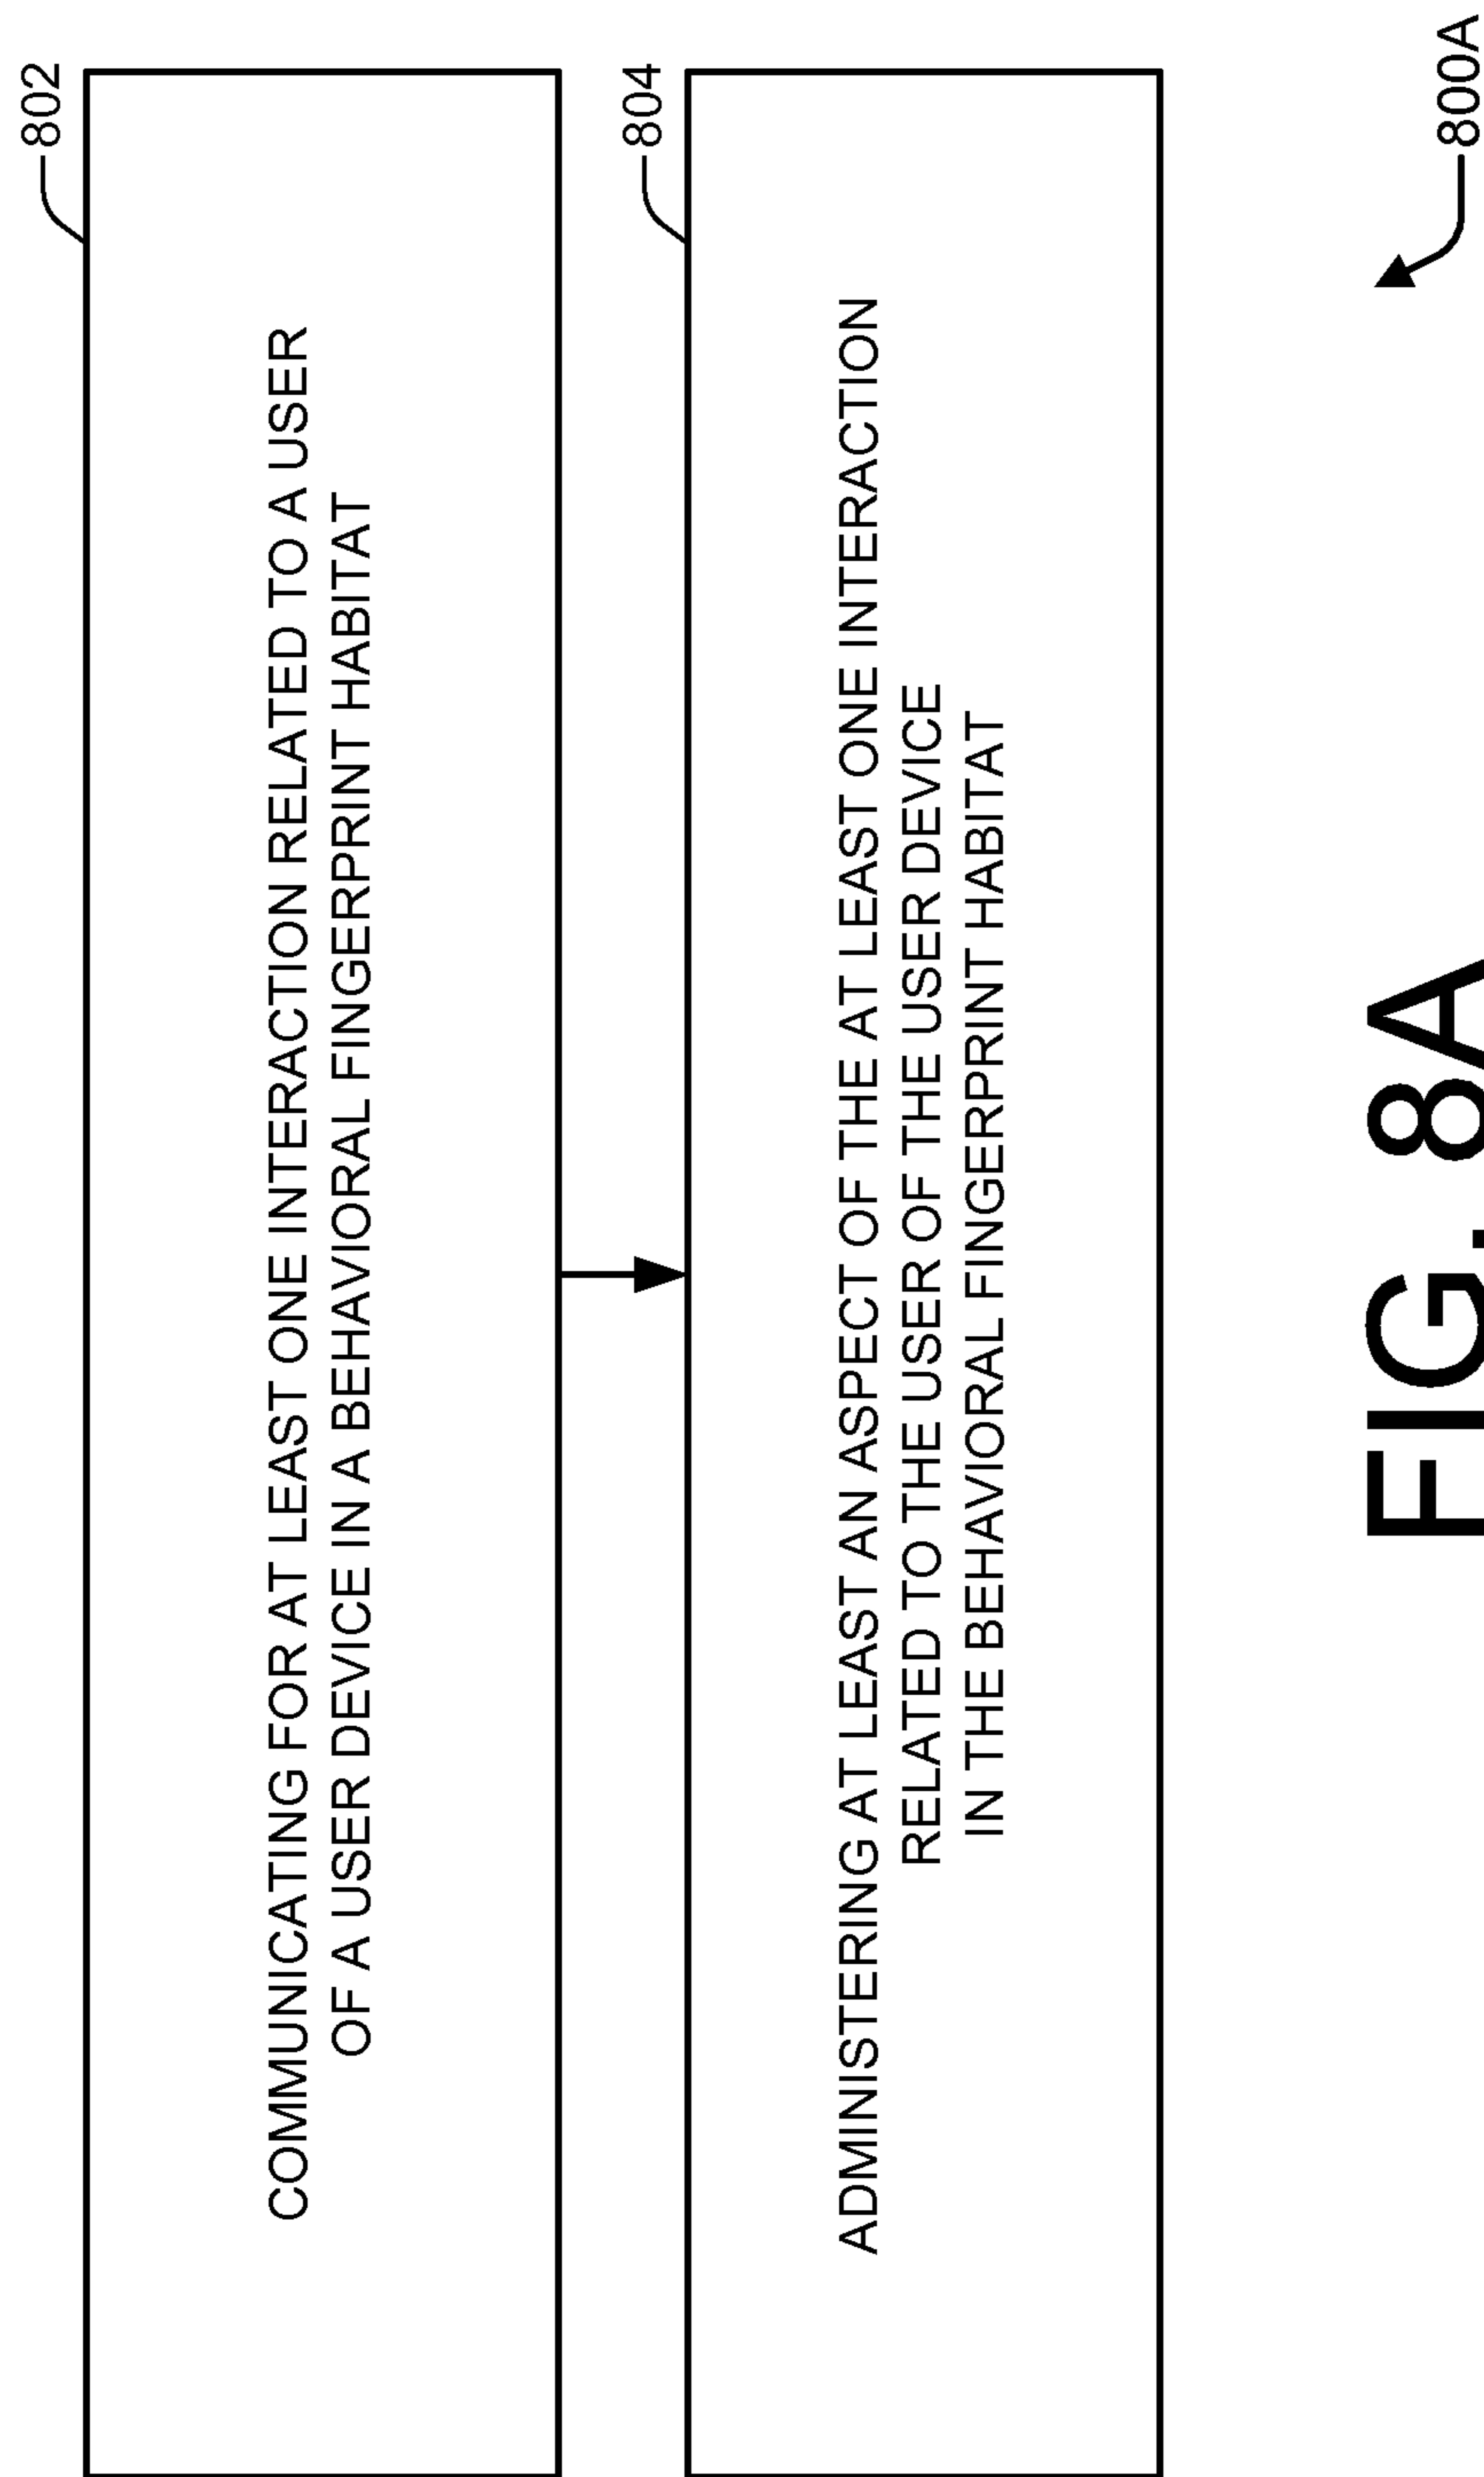 802
COMMUNICATING FOR AT LEAST ONE INTERACTION RELATED TO A USER
OF A USER DEVICE IN A BEHAVIORAL FINGERPRINT HABITAT
804
ADMINISTERING AT LEAST AN ASPECT OF THE AT LEAST ONE INTERACTION
RELATED TO THE USER OF THE USER DEVICE
IN THE BEHAVIORAL FINGERPRINT HABITAT
800A
FIG. 8A